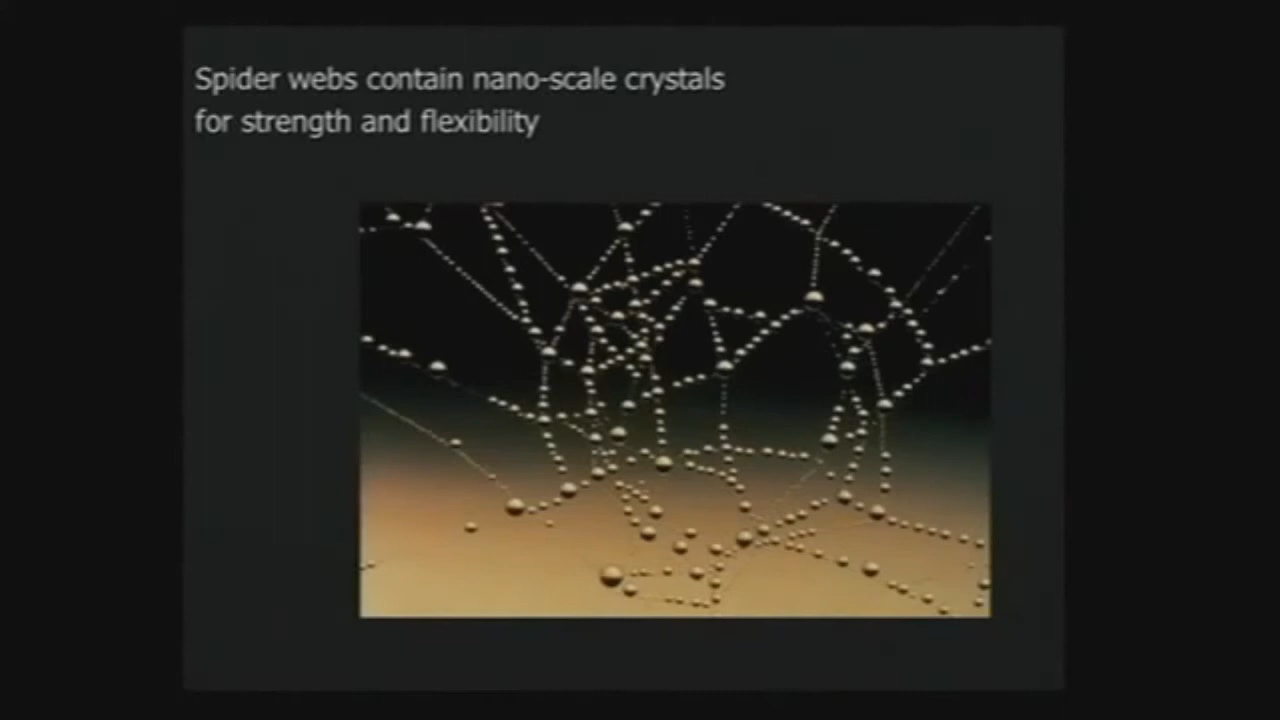 Spider webs contain nano-scale crystals
for strength and flexibility